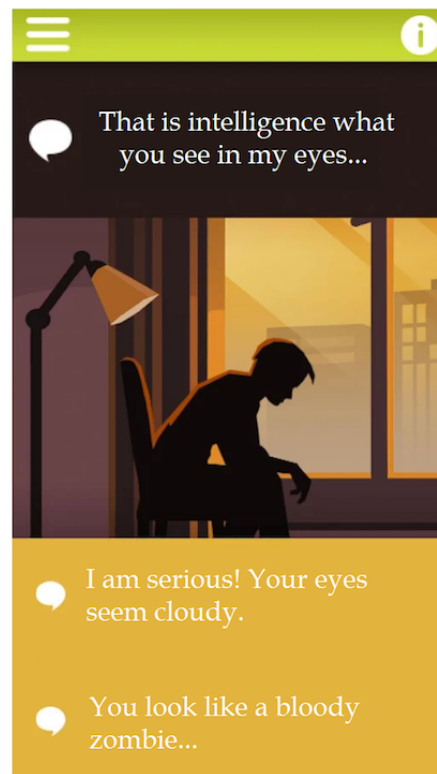 That is intelligence what
you see in my eyes...
I am serious! Your eyes
seem cloudy.
You look like a bloody
zombie...